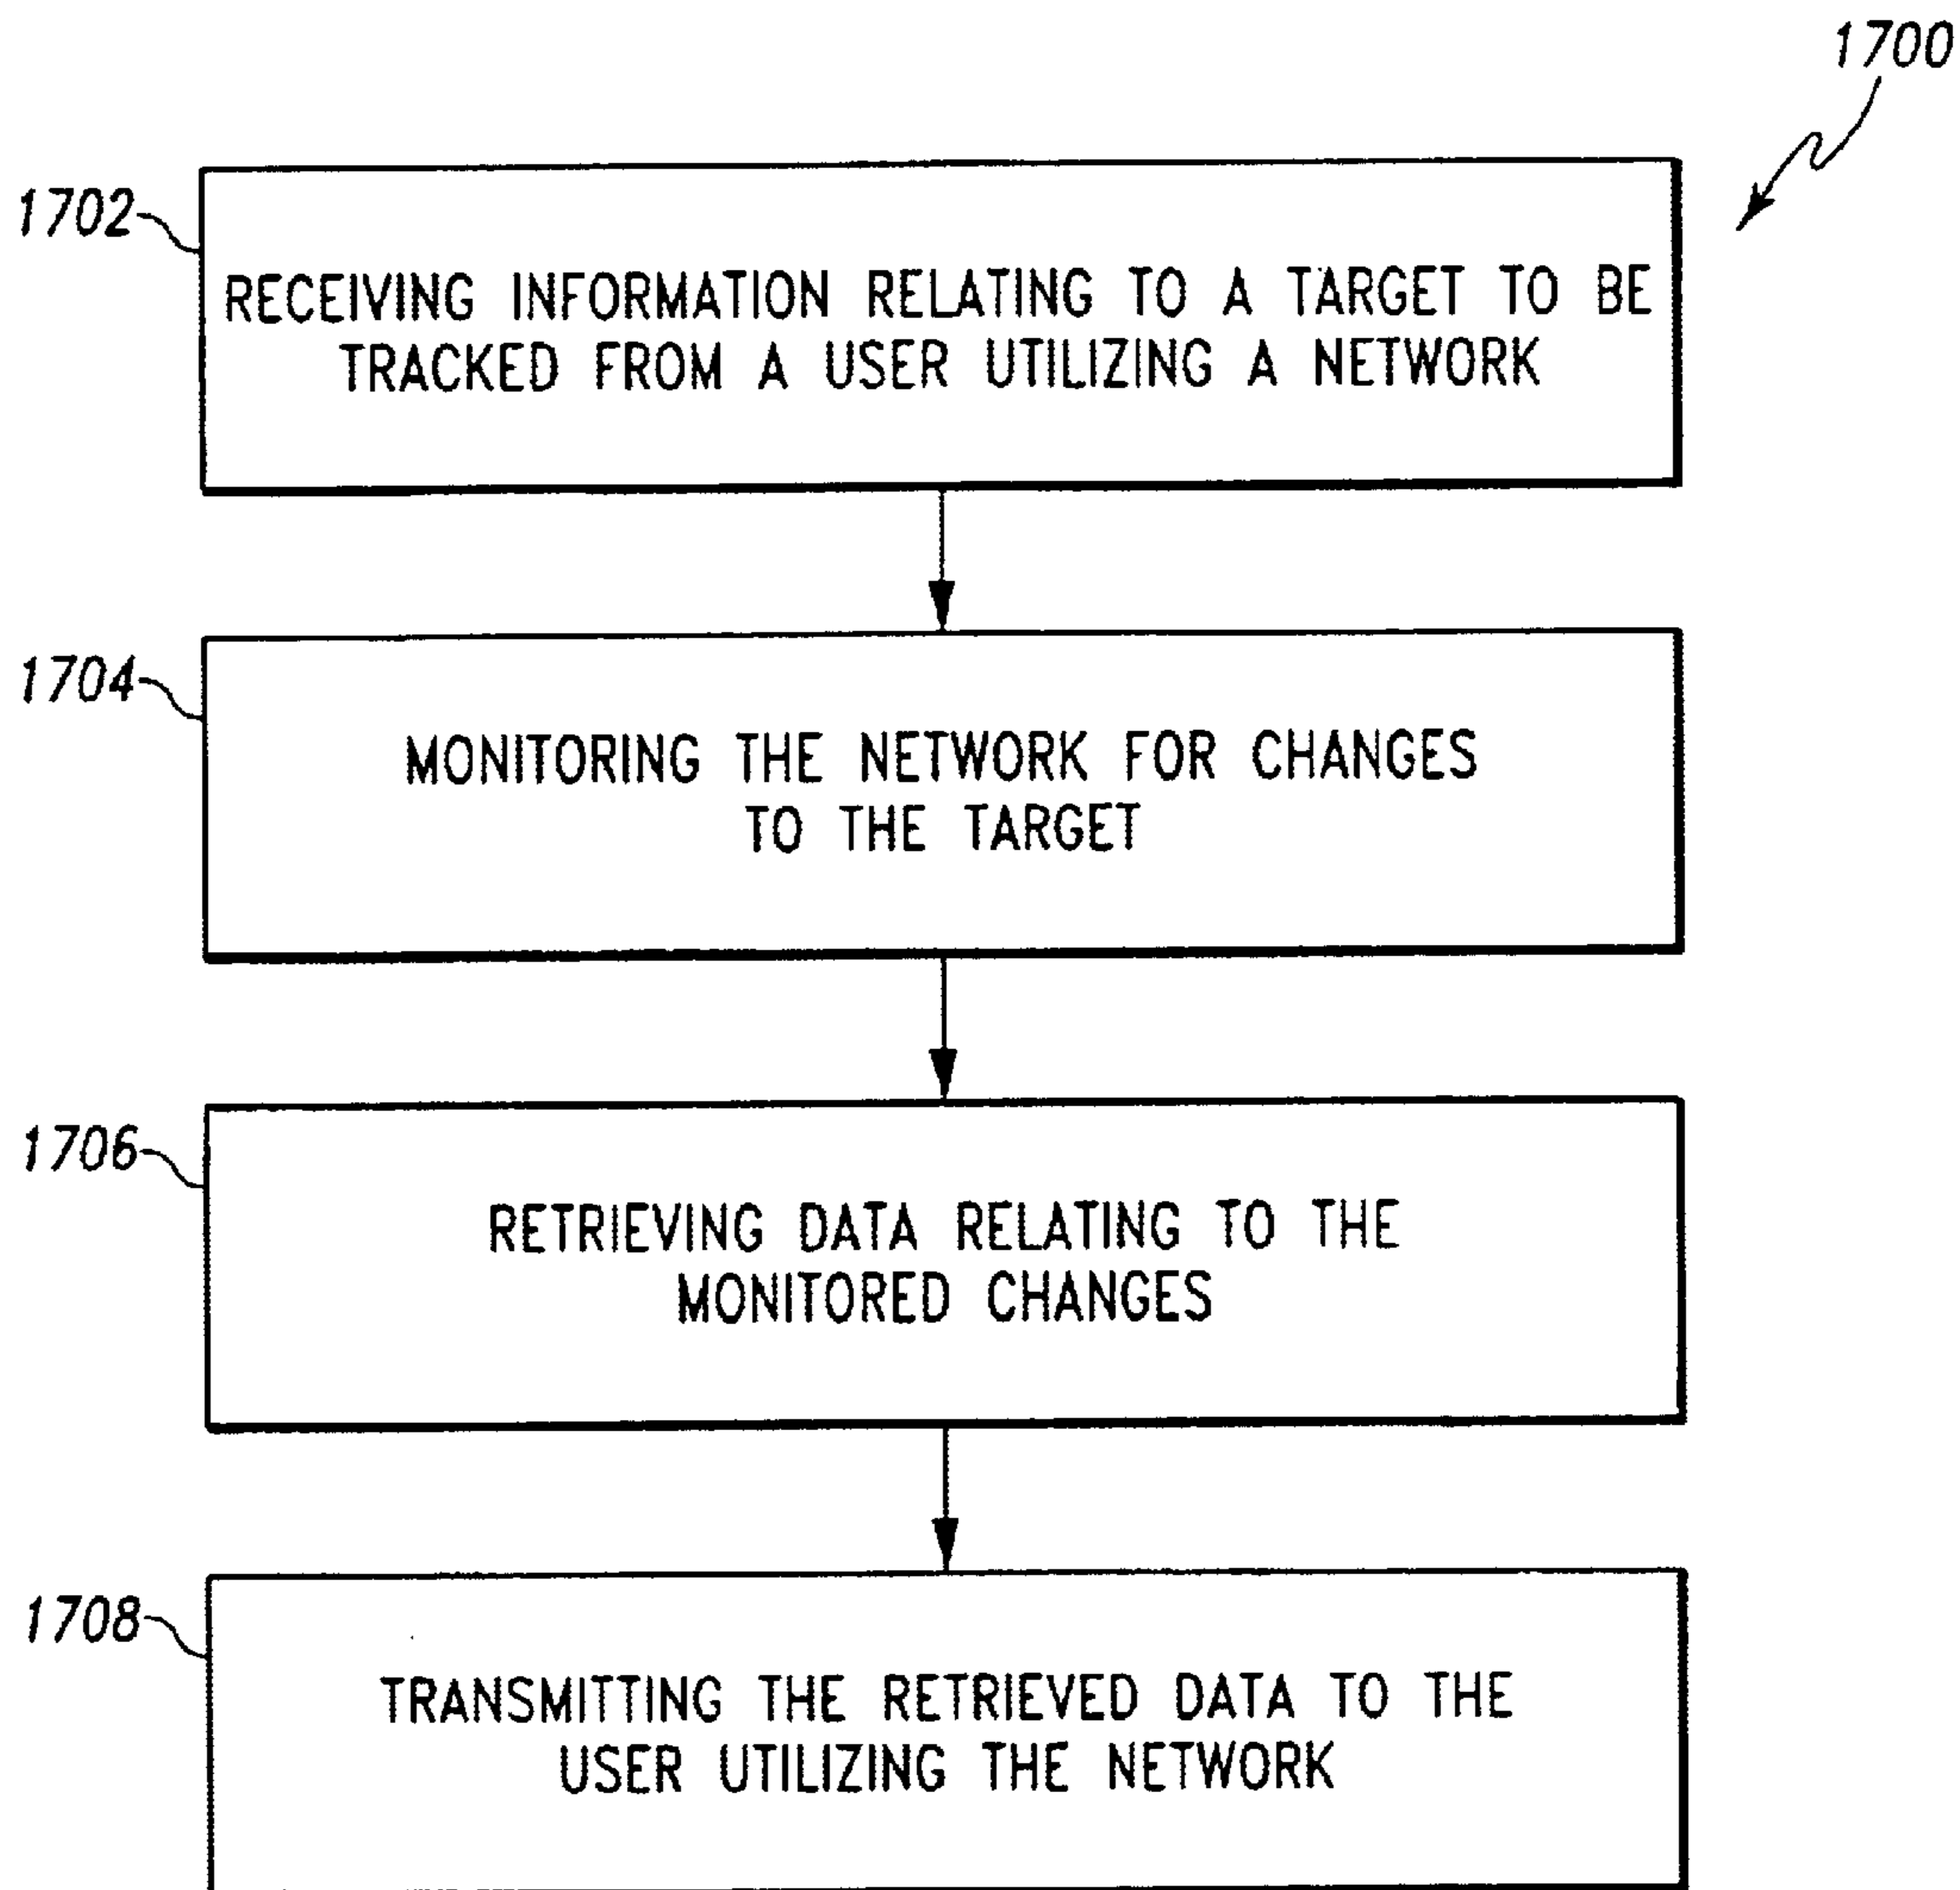 1700
1702
RECEIVING INFORMATION RELATING TO A TARGET TO BE
TRACKED FROM A USER UTILIZING A NETWORK
1704
MONITORING THE NETWORK FOR CHANGES
TO THE TARGET
1706
RETRIEVING DATA RELATING TO THE
MONITORED CHANGES
1708
TRANSMITTING THE RETRIEVED DATA TO THE
USER UTILIZING THE NETWORK